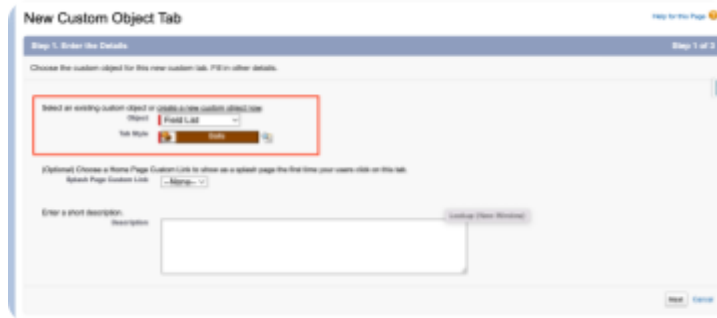 New Custom Object Tab
Help for this Page
Step 1. Enter the Details
Step 1 of 3
Choose the custom object for this new custom tab. Fill in other details.
Select an existing custom object or create a new custom object now.
Object Field List
Tab Style
(Optional) Choose a Home Page Custom Link to show as a splash page the first time your users click on this tab.
Splash Page Custom Link --None--
Enter a short description.
Description
Lookup (New Window)
Next Cancel